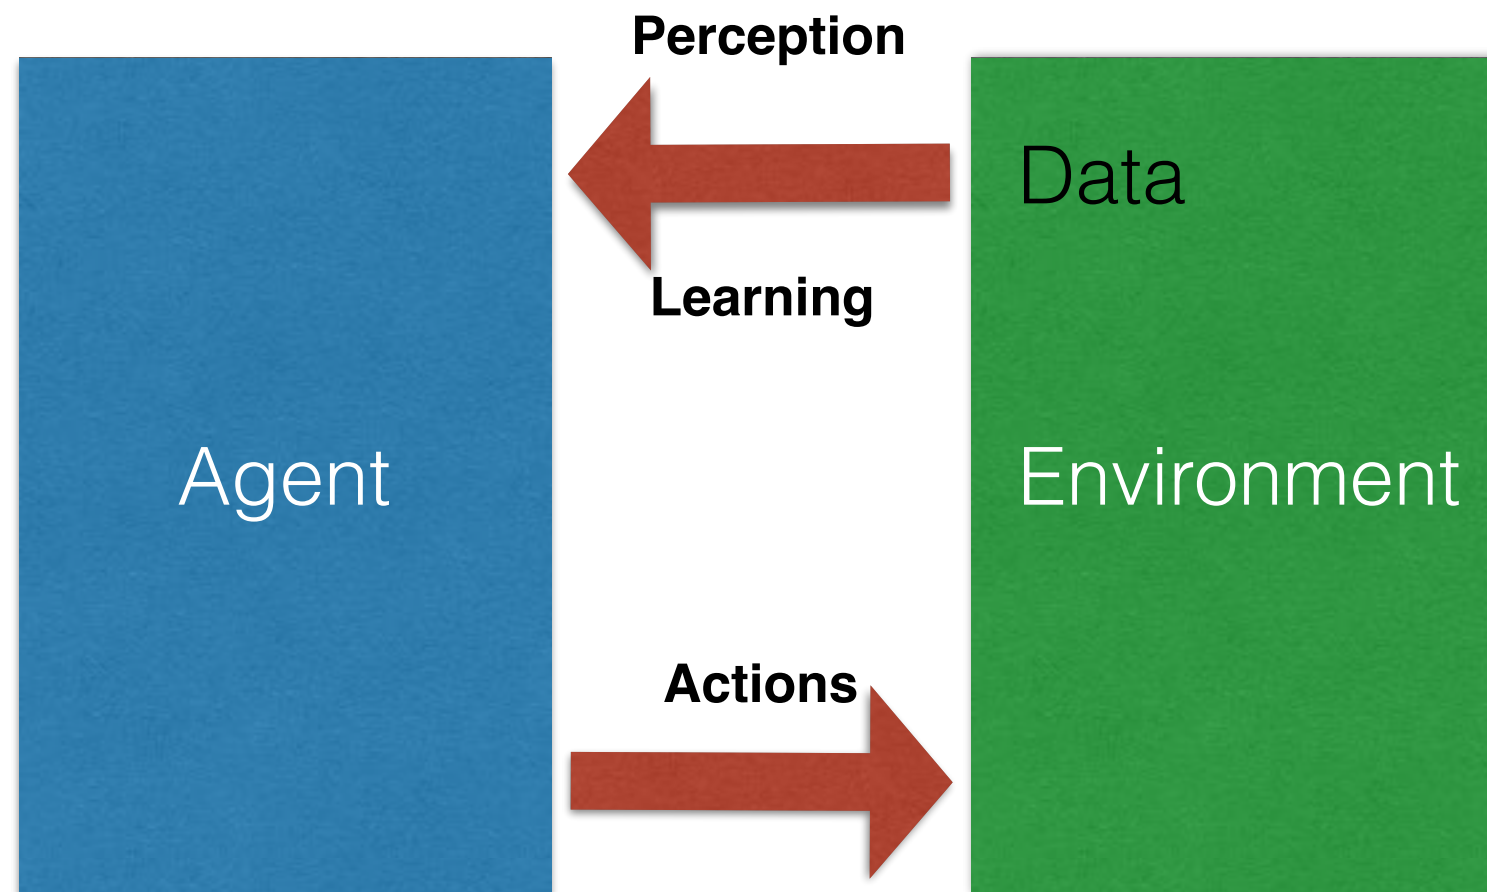 Perception
Data
Learning
Agent
Environment
Actions